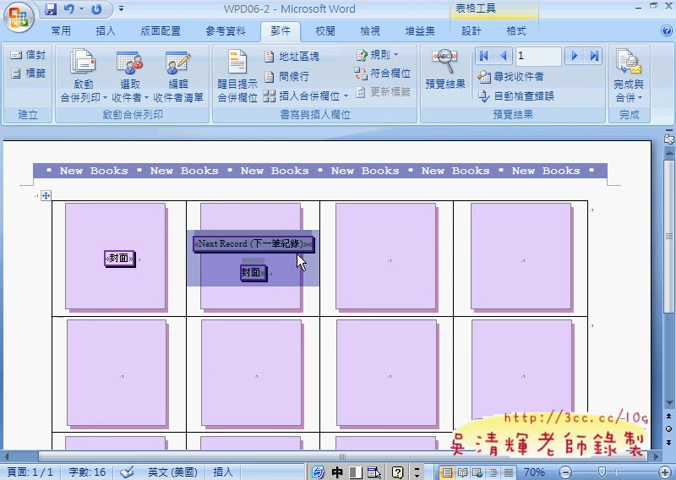 WPD06-2 - Microsoft Word
表格工具
常用 插入 版面配置 參考資料 郵件 校閱 檢視 增益集 設計 格式
信封
標籤
建立
啟動
合併列印
選取
收件者
編輯
收件者清單
啟動合併列印
醒目提示
合併欄位
地址區塊
問候行
插入合併欄位
規則
符合欄位
更新標籤
書寫與插入欄位
ABC
預覽結果
1
尋找收件者
自動檢查錯誤
預覽結果
完成與
合併
完成
• New Books • New Books • New Books • New Books • New Books • New Books •
«封面»
«Next Record (下一筆紀錄)»
封面»
http://3cc.cc/10g
吳清輝老師錄製
頁面: 1/1 字數: 16 英文 (美國) 插入 中 70%